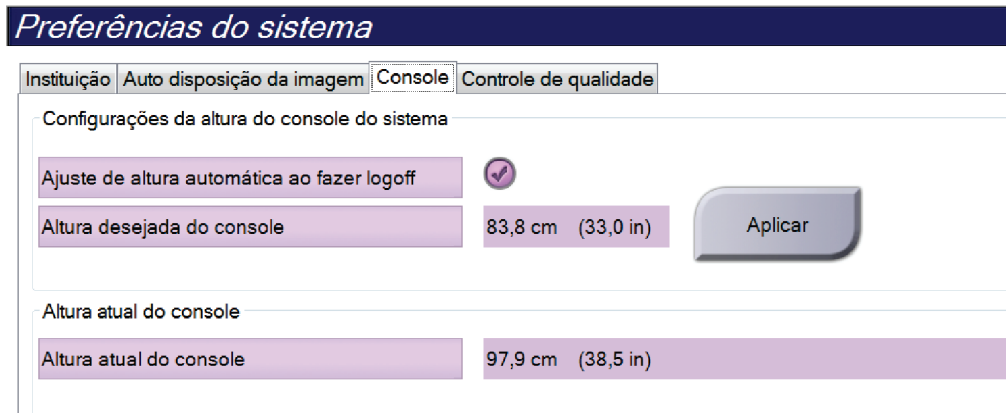 Preferências do sistema
Instituição Auto disposição da imagem Console Controle de qualidade
Configurações da altura do console do sistema
Ajuste de altura automática ao fazer logoff
Altura desejada do console 83,8 cm (33,0 in) Aplicar
Altura atual do console
Altura atual do console 97,9 cm (38,5 in)